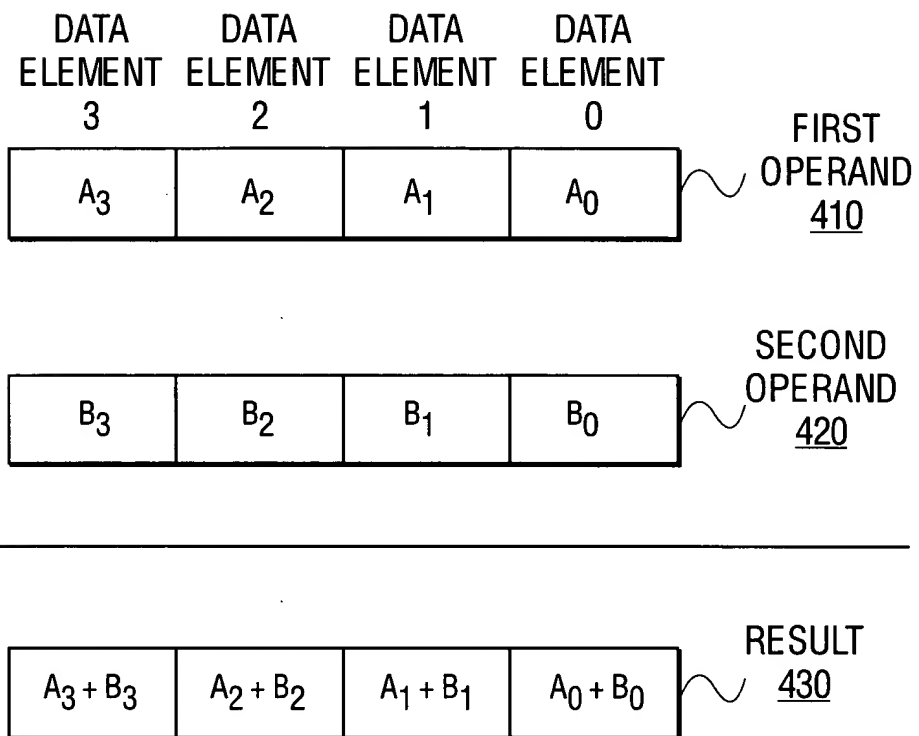 DATA DATA DATA DATA
ELEMENT ELEMENT ELEMENT ELEMENT
3 2 1 0
FIRST
OPERAND
410
A3 A2 A1 A0
SECOND
OPERAND
420
B3 B2 B1 B0
RESULT
430
A3 + B3 A2 + B2 A1 + B1 A0 + B0